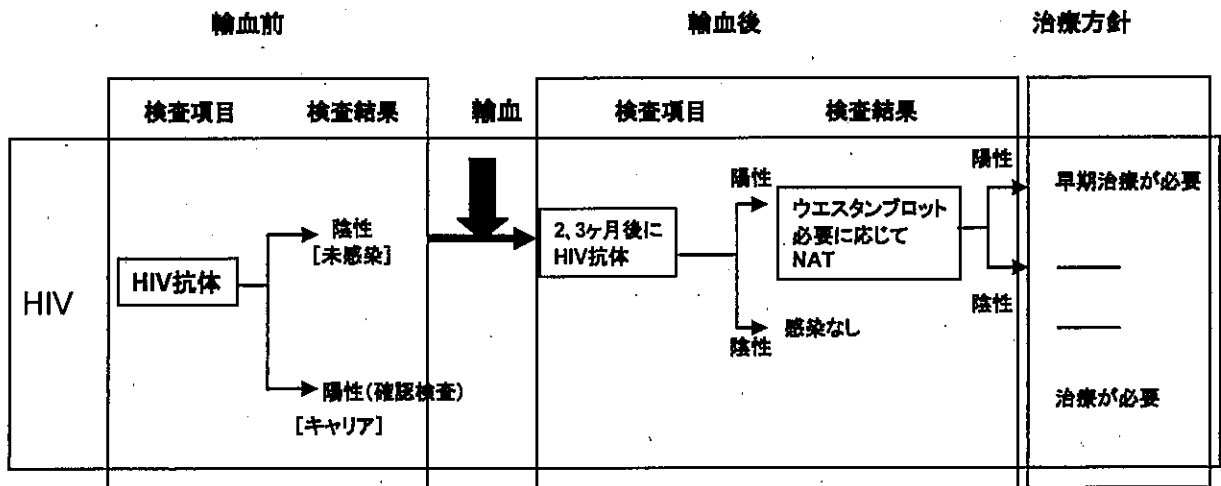 輸血前
輸血後
治療方針
検査項目
検査結果
輸血
検査項目
検査結果
HIV
HIV抗体
陰性
[未感染]
陽性(確認検査)
[キャリア]
2、3ヶ月後に
HIV抗体
陽性
ウエスタンブロット
必要に応じて
NAT
陰性
感染なし
陽性
早期治療が必要
陰性
治療が必要